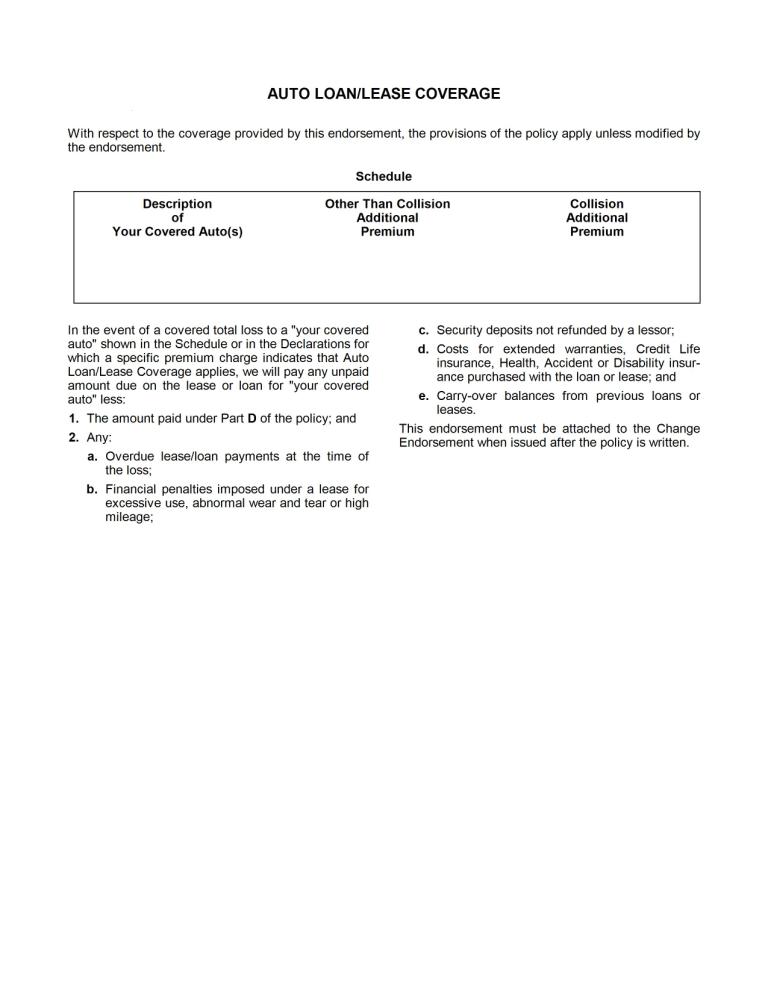 AUTO LOAN/LEASE COVERAGE
With respect to the coverage provided by this endorsement, the provisions of the policy apply unless modified by
the endorsement.
Schedule
Description
of
Your Covered Auto(s)
Other Than Collision
Additional
Premium
Collision
Additional
Premium
In the event of a covered total loss to a "your covered
auto" shown in the Schedule or in the Declarations for
which a specific premium charge indicates that Auto
Loan/Lease Coverage applies, we will pay any unpaid
amount due on the lease or loan for "your covered
auto" less:
1. The amount paid under Part D of the policy; and
2. Any:
a. Overdue lease/loan payments at the time of
the loss;
b. Financial penalties imposed under a lease for
excessive use, abnormal wear and tear or high
mileage;
c. Security deposits not refunded by a lessor;
d. Costs for extended warranties, Credit Life
insurance, Health, Accident or Disability insur-
ance purchased with the loan or lease; and
e. Carry-over balances from previous loans or
leases.
This endorsement must be attached to the Change
Endorsement when issued after the policy is written.